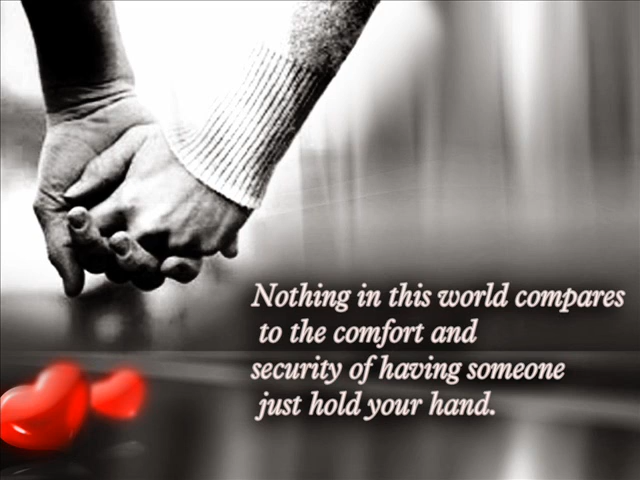 Nothing in this world compares
to the comfort and
security of having someone
just hold your hand.